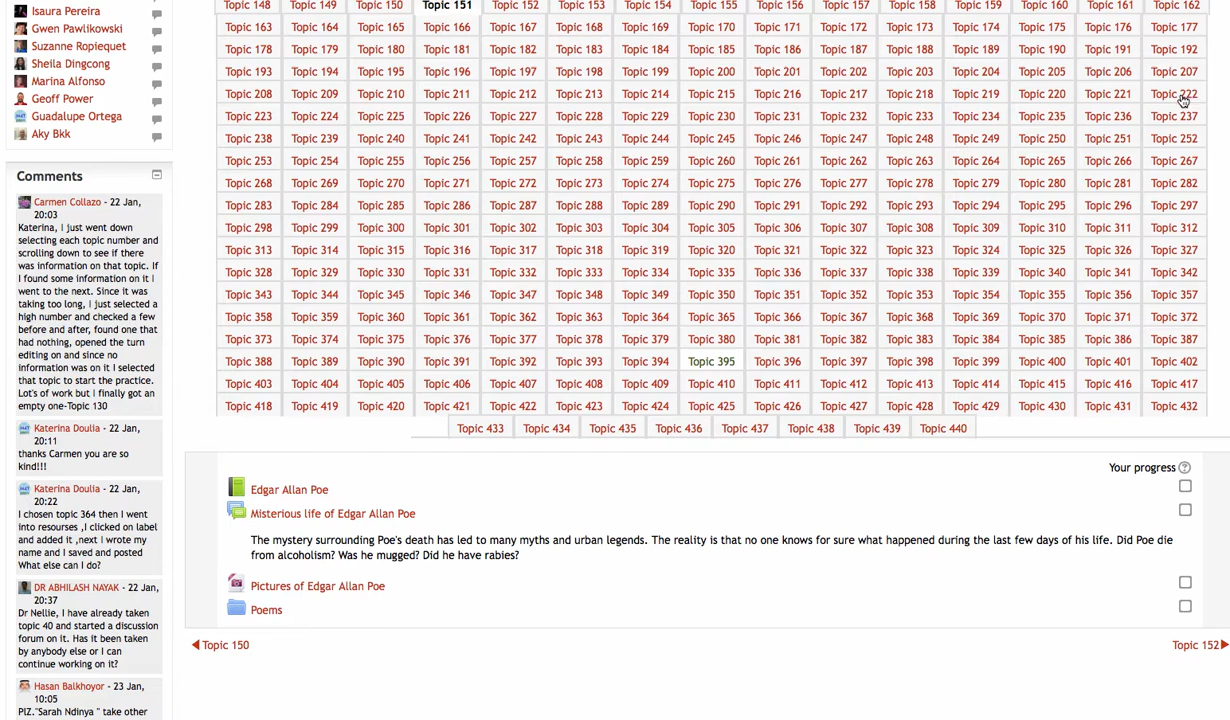 Isaura Pereira
Gwen Pawlikowski
Suzanne Ropiequet
Sheila Dingcong
Marina Alfonso
Geoff Power
Guadalupe Ortega
Aky Bkk
Comments
Carmen Collazo - 22 Jan,
20:03
Katerina, I just went down
selecting each topic number and
scrolling down to see if there
was information on that topic. If
I found some information on it I
went to the next. Since it was
taking too long, I just selected a
high number and checked a few
before and after, found one that
had nothing, opened the turn
editing on and since no
information was on it I selected
that topic to start the practice.
Lot's of work but I finally got an
empty one-Topic 130
Katerina Doulia - 22 Jan,
20:11
thanks Carmen you are so
kind!!!
Katerina Doulia - 22 Jan,
20:22
I chosen topic 364 then I went
into resourses ,I clicked on label
and added it ,next I wrote my
name and I saved and posted
What else can I do?
DR ABHILASH NAYAK - 22 Jan,
20:37
Dr Nellie, I have already taken
topic 40 and started a discussion
forum on it. Has it been taken
by anybody else or I can
continue working on it?
Hasan Balkhoyor - 23 Jan,
10:05
PlZ."Sarah Ndinya " take other
Topic 148 Topic 149 Topic 150 Topic 151 Topic 152 Topic 153 Topic 154 Topic 155 Topic 156 Topic 157 Topic 158 Topic 159 Topic 160 Topic 161 Topic 162
Topic 163 Topic 164 Topic 165 Topic 166 Topic 167 Topic 168 Topic 169 Topic 170 Topic 171 Topic 172 Topic 173 Topic 174 Topic 175 Topic 176 Topic 177
Topic 178 Topic 179 Topic 180 Topic 181 Topic 182 Topic 183 Topic 184 Topic 185 Topic 186 Topic 187 Topic 188 Topic 189 Topic 190 Topic 191 Topic 192
Topic 193 Topic 194 Topic 195 Topic 196 Topic 197 Topic 198 Topic 199 Topic 200 Topic 201 Topic 202 Topic 203 Topic 204 Topic 205 Topic 206 Topic 207
Topic 208 Topic 209 Topic 210 Topic 211 Topic 212 Topic 213 Topic 214 Topic 215 Topic 216 Topic 217 Topic 218 Topic 219 Topic 220 Topic 221 Topic 222
Topic 223 Topic 224 Topic 225 Topic 226 Topic 227 Topic 228 Topic 229 Topic 230 Topic 231 Topic 232 Topic 233 Topic 234 Topic 235 Topic 236 Topic 237
Topic 238 Topic 239 Topic 240 Topic 241 Topic 242 Topic 243 Topic 244 Topic 245 Topic 246 Topic 247 Topic 248 Topic 249 Topic 250 Topic 251 Topic 252
Topic 253 Topic 254 Topic 255 Topic 256 Topic 257 Topic 258 Topic 259 Topic 260 Topic 261 Topic 262 Topic 263 Topic 264 Topic 265 Topic 266 Topic 267
Topic 268 Topic 269 Topic 270 Topic 271 Topic 272 Topic 273 Topic 274 Topic 275 Topic 276 Topic 277 Topic 278 Topic 279 Topic 280 Topic 281 Topic 282
Topic 283 Topic 284 Topic 285 Topic 286 Topic 287 Topic 288 Topic 289 Topic 290 Topic 291 Topic 292 Topic 293 Topic 294 Topic 295 Topic 296 Topic 297
Topic 298 Topic 299 Topic 300 Topic 301 Topic 302 Topic 303 Topic 304 Topic 305 Topic 306 Topic 307 Topic 308 Topic 309 Topic 310 Topic 311 Topic 312
Topic 313 Topic 314 Topic 315 Topic 316 Topic 317 Topic 318 Topic 319 Topic 320 Topic 321 Topic 322 Topic 323 Topic 324 Topic 325 Topic 326 Topic 327
Topic 328 Topic 329 Topic 330 Topic 331 Topic 332 Topic 333 Topic 334 Topic 335 Topic 336 Topic 337 Topic 338 Topic 339 Topic 340 Topic 341 Topic 342
Topic 343 Topic 344 Topic 345 Topic 346 Topic 347 Topic 348 Topic 349 Topic 350 Topic 351 Topic 352 Topic 353 Topic 354 Topic 355 Topic 356 Topic 357
Topic 358 Topic 359 Topic 360 Topic 361 Topic 362 Topic 363 Topic 364 Topic 365 Topic 366 Topic 367 Topic 368 Topic 369 Topic 370 Topic 371 Topic 372
Topic 373 Topic 374 Topic 375 Topic 376 Topic 377 Topic 378 Topic 379 Topic 380 Topic 381 Topic 382 Topic 383 Topic 384 Topic 385 Topic 386 Topic 387
Topic 388 Topic 389 Topic 390 Topic 391 Topic 392 Topic 393 Topic 394 Topic 395 Topic 396 Topic 397 Topic 398 Topic 399 Topic 400 Topic 401 Topic 402
Topic 403 Topic 404 Topic 405 Topic 406 Topic 407 Topic 408 Topic 409 Topic 410 Topic 411 Topic 412 Topic 413 Topic 414 Topic 415 Topic 416 Topic 417
Topic 418 Topic 419 Topic 420 Topic 421 Topic 422 Topic 423 Topic 424 Topic 425 Topic 426 Topic 427 Topic 428 Topic 429 Topic 430 Topic 431 Topic 432
Topic 433 Topic 434 Topic 435 Topic 436 Topic 437 Topic 438 Topic 439 Topic 440
Your progress
Edgar Allan Poe
Misterious life of Edgar Allan Poe
The mystery surrounding Poe's death has led to many myths and urban legends. The reality is that no one knows for sure what happened during the last few days of his life. Did Poe die
from alcoholism? Was he mugged? Did he have rabies?
Pictures of Edgar Allan Poe
Poems
Topic 150
Topic 152